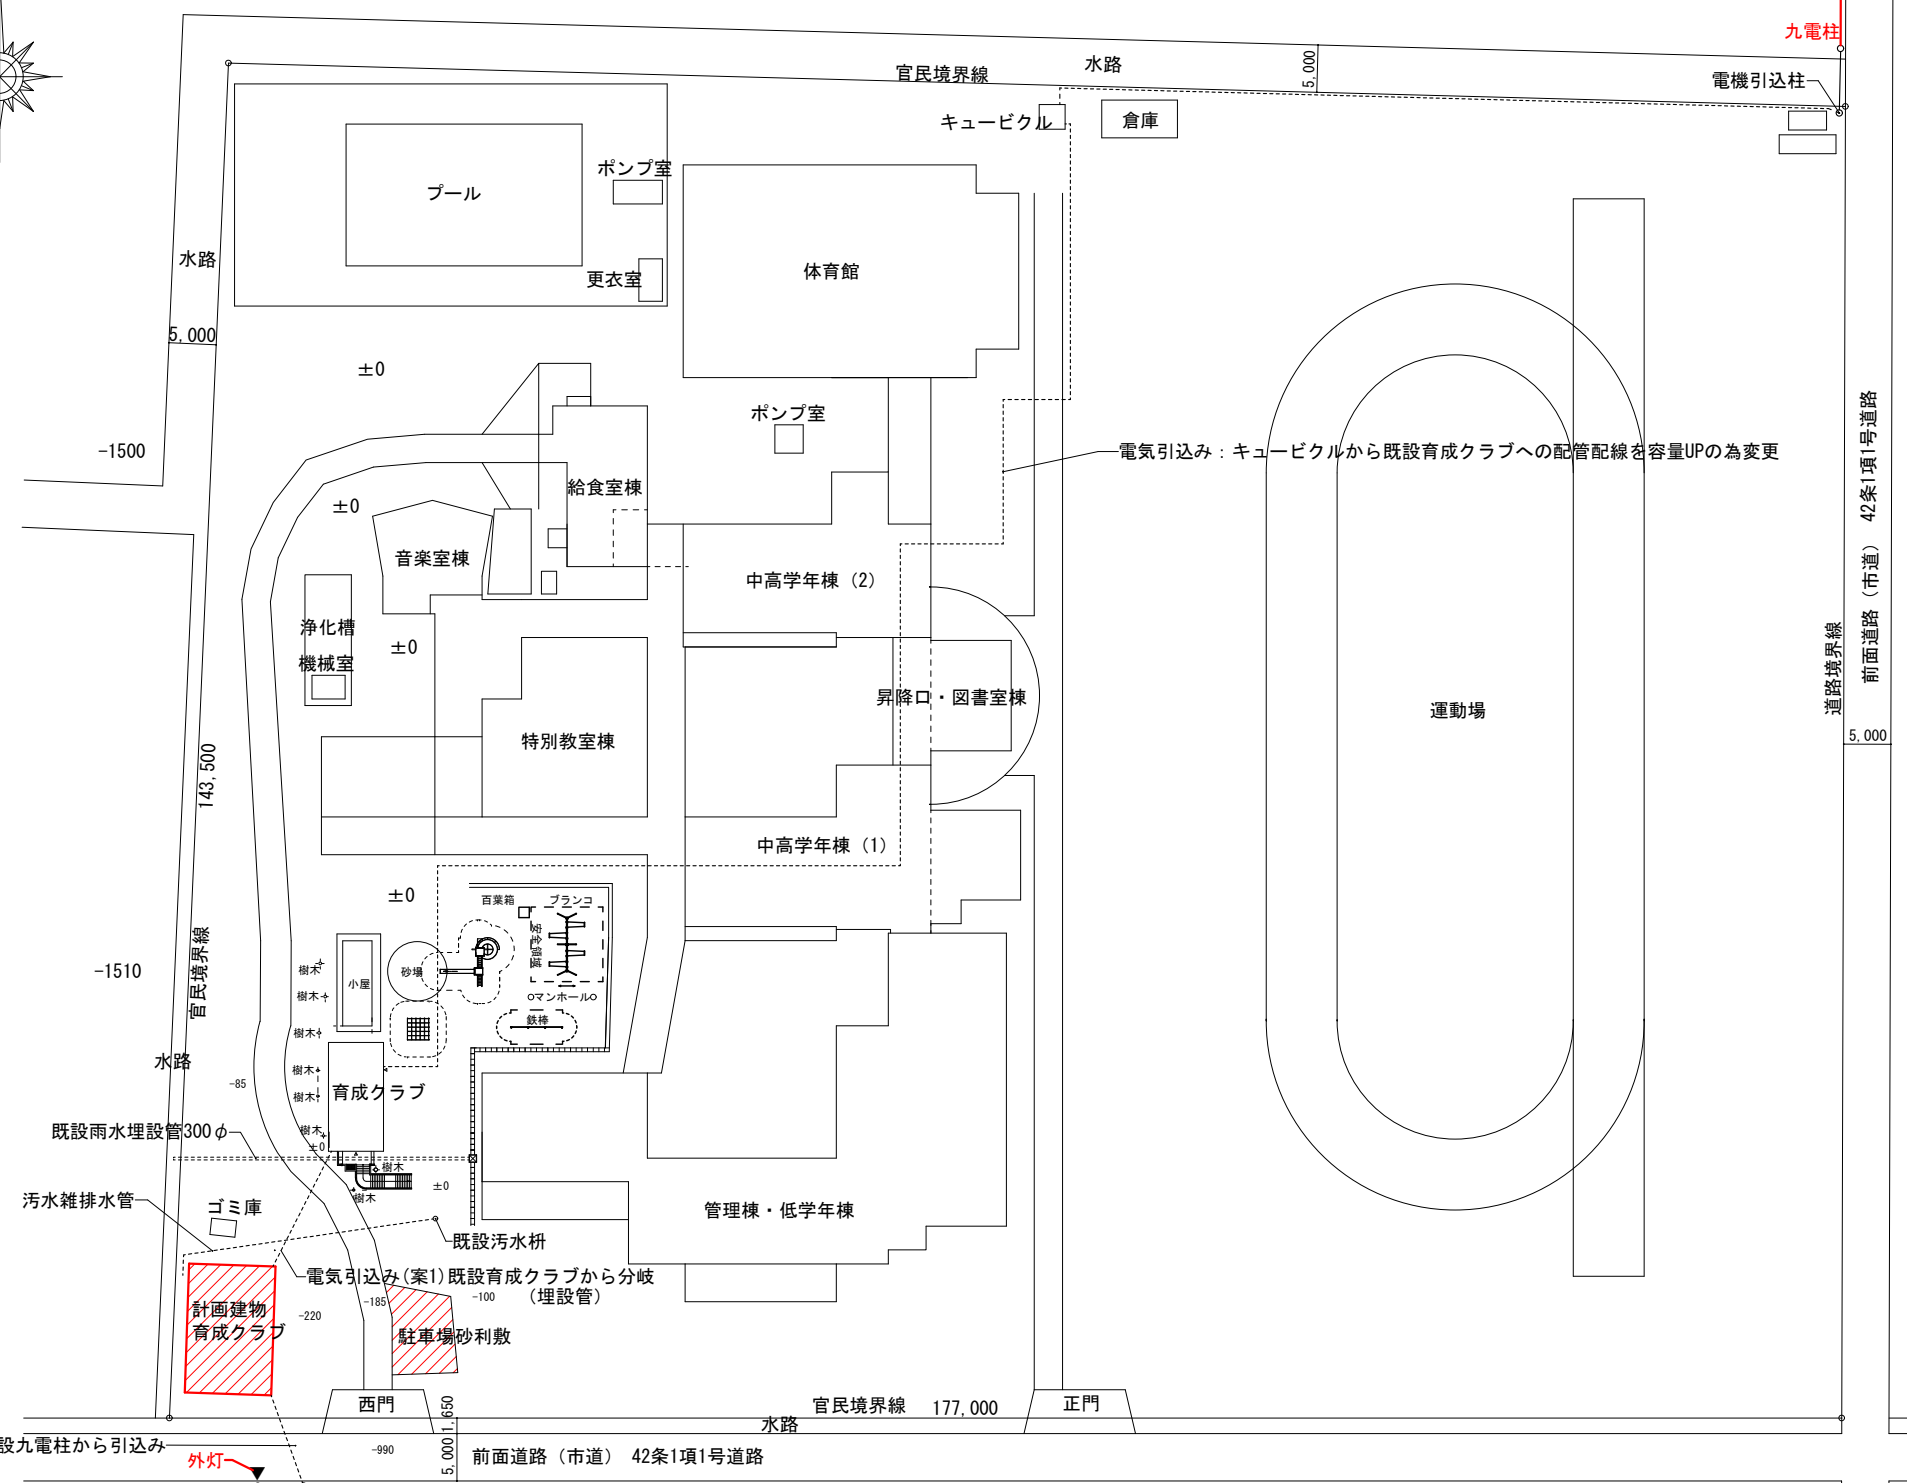 九電柱
官民境界線
水路
5,000
電機引込柱
キュービクル
倉庫
ポンプ室
プール
水路
更衣室
体育館
5,000
±0
ポンプ室
-1500
電気引込み：キュービクルから既設育成クラブへの配管配線を容量UPの為変更
前面道路（市道） 42条1項1号道路
給食室棟
±0
音楽室棟
中高学年棟（2）
浄化槽
±0
機械室
道路境界線
昇降口・図書室棟
運動場
特別教室棟
5,000
143,500
中高学年棟（1）
±0
百葉箱
ブランコ
安全領域
官民境界線
-1510
樹木
砂場
小屋
樹木
マンホール
鉄棒
樹木
水路
樹木
-85
育成クラブ
樹木
既設雨水埋設管300φ
樹木
±0
樹木
±0
樹木
汚水雑排水管
ゴミ庫
管理棟・低学年棟
既設汚水枡
電気引込み(案1)既設育成クラブから分岐
（埋設管）
-100
-185
計画建物
-220
育成クラブ
駐車場砂利敷
西門
1,650
官民境界線 177,000
正門
水路
設九電柱から引込み
-990
5,000
前面道路（市道） 42条1項1号道路
外灯